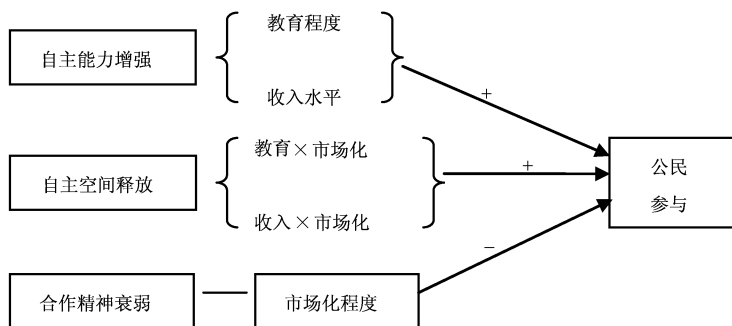 教育程度
自主能力增强
+
收入水平
教育×市场化
公民
自主空间释放
+
参与
收入×市场化
−
合作精神衰弱
市场化程度